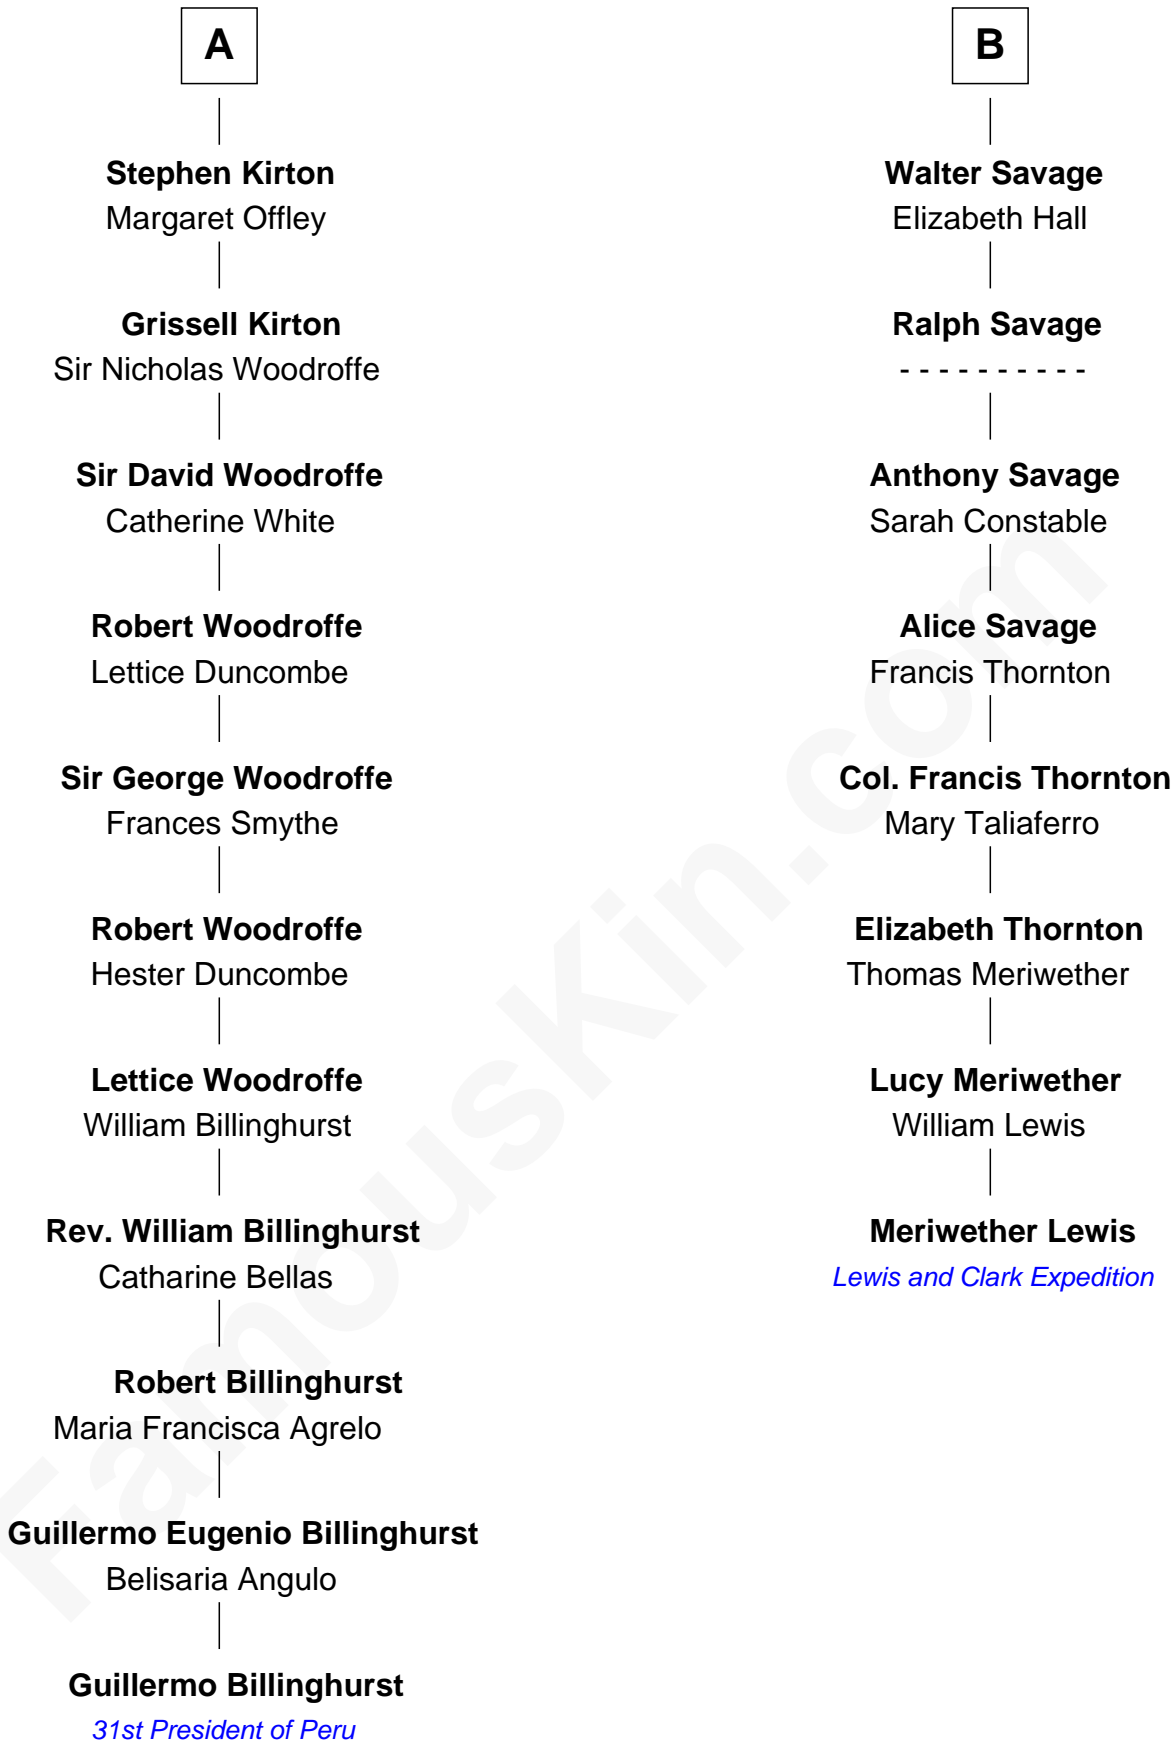 A
Stephen Kirton
Margaret Offley
Grissell Kirton
Sir Nicholas Woodroffe
Sir David Woodroffe
Catherine White
Robert Woodroffe
Lettice Duncombe
Sir George Woodroffe
Frances Smythe
Robert Woodroffe
Hester Duncombe
Lettice Woodroffe
William Billinghurst
Rev. William Billinghurst
Catharine Bellas
Robert Billinghurst
Maria Francisca Agrelo
Guillermo Eugenio Billinghurst
Belisaria Angulo
Guillermo Billinghurst
31st President of Peru
B
Walter Savage
Elizabeth Hall
Ralph Savage
- - - - - - - - - -
Anthony Savage
Sarah Constable
Alice Savage
Francis Thornton
Col. Francis Thornton
Mary Taliaferro
Elizabeth Thornton
Thomas Meriwether
Lucy Meriwether
William Lewis
Meriwether Lewis
Lewis and Clark Expedition
FamousKin.com